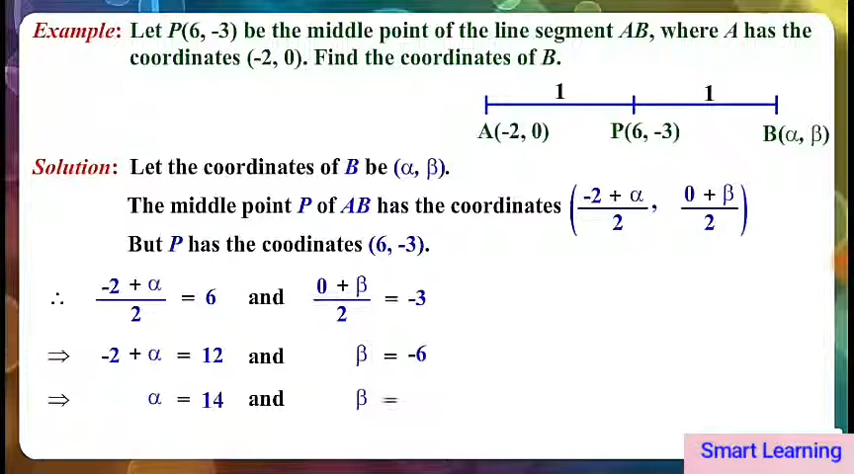 Example: Let P(6, -3) be the middle point of the line segment AB, where A has the
coordinates (-2, 0). Find the coordinates of B.
1 1
A(-2, 0) P(6, -3) B(α, β)
Solution: Let the coordinates of B be (α, β).
The middle point P of AB has the coordinates (-2 + α / 2, 0 + β / 2)
But P has the coodinates (6, -3).
∴ -2 + α / 2 = 6 and 0 + β / 2 = -3
⇒ -2 + α = 12 and β = -6
⇒ α = 14 and β =
Smart Learning